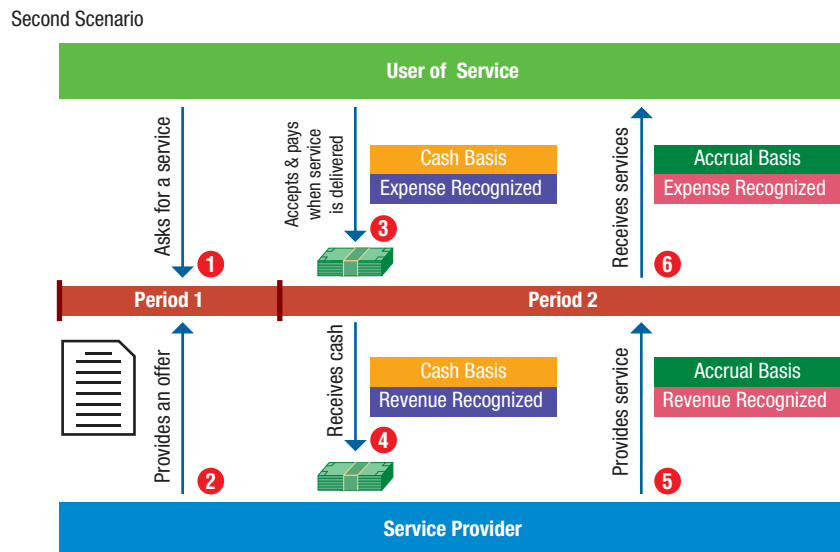 Second Scenario
User of Service
Asks for a service
1
Accepts & pays
when service
is delivered
3
Cash Basis
Expense Recognized
Receives services
6
Accrual Basis
Expense Recognized
Period 1
Period 2
Provides an offer
2
Receives cash
4
Cash Basis
Revenue Recognized
Provides service
5
Accrual Basis
Revenue Recognized
Service Provider